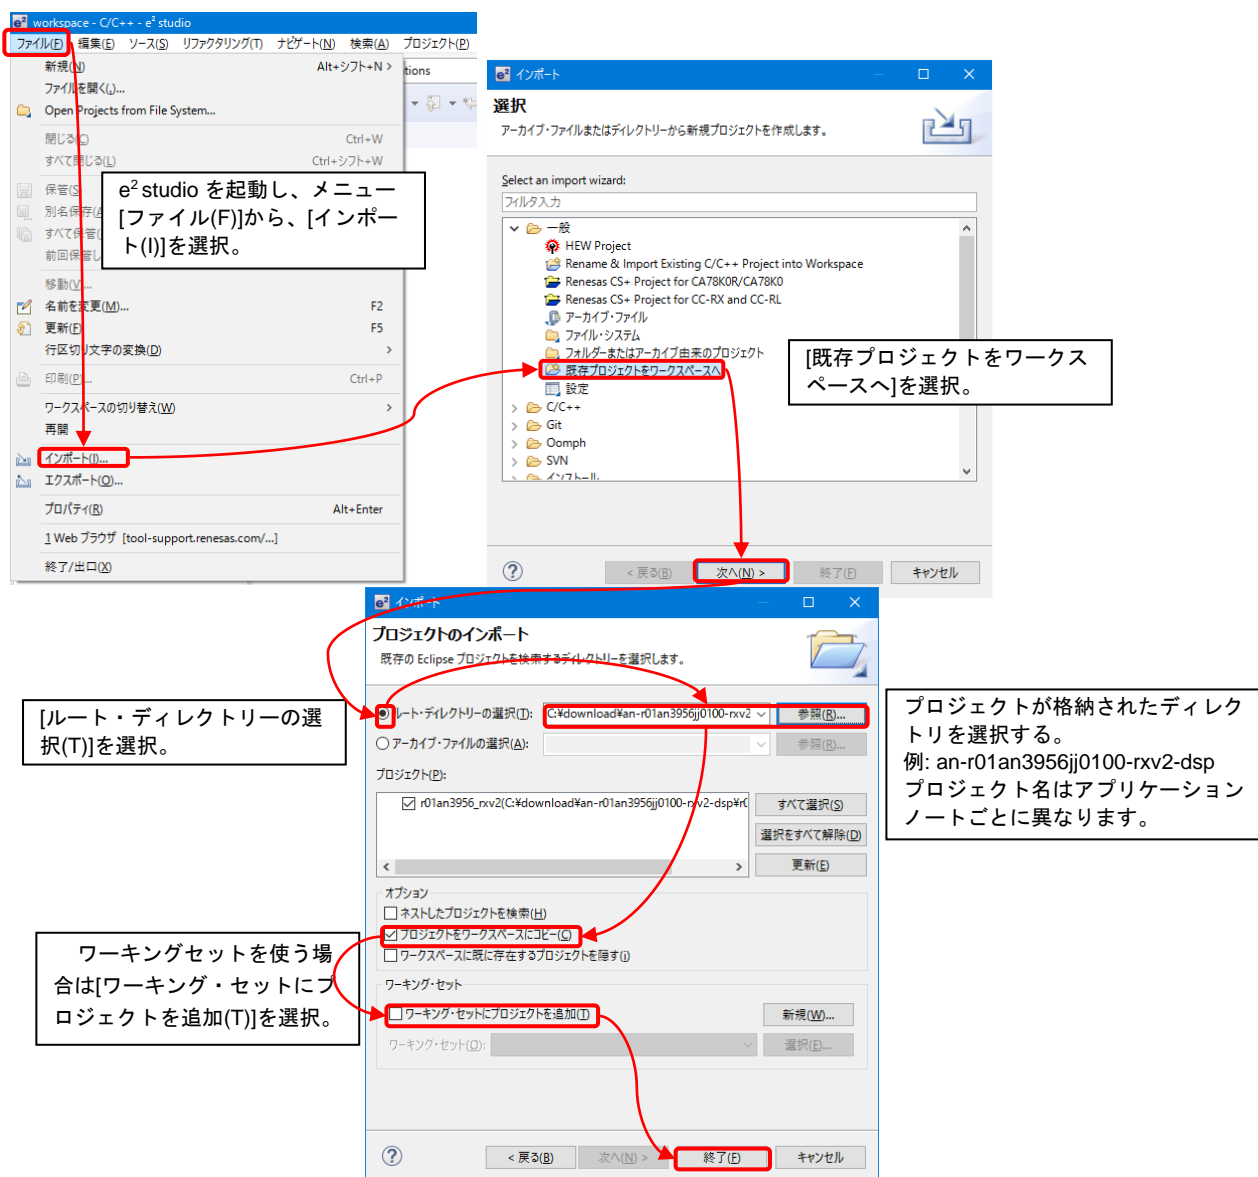 workspace - C/C++ - e² studio
ファイル(F) 編集(E) ソース(S) リファクタリング(T) ナビゲート(N) 検索(A) プロジェクト(P)
新規(N) Alt+シフト+N >
tions
ファイルを開く(.)...
Open Projects from File System...
閉じる(C) Ctrl+W
すべて閉じる(L) Ctrl+シフト+W
保管(S)
別名保存(A
すべて保管(
前回保管し
移動(V)...
名前を変更(M)... F2
更新(F) F5
行区切り文字の変換(D) >
印刷(P)... Ctrl+P
ワークスペースの切り替え(W) >
再開
インポート(I)...
エクスポート(O)...
プロパティ(R) Alt+Enter
1 Web ブラウザ [tool-support.renesas.com/...]
終了/出口(X)
e² studio を起動し、メニュー
[ファイル(F)]から、[インポー
ト(I)]を選択。
インポート
選択
アーカイブ・ファイルまたはディレクトリーから新規プロジェクトを作成します。
Select an import wizard:
フィルタ入力
一般
HEW Project
Rename & Import Existing C/C++ Project into Workspace
Renesas CS+ Project for CA78K0R/CA78K0
Renesas CS+ Project for CC-RX and CC-RL
アーカイブ・ファイル
ファイル・システム
フォルダーまたはアーカイブ由来のプロジェクト
既存プロジェクトをワークスペースへ
設定
C/C++
Git
Oomph
SVN
インストール
[既存プロジェクトをワークス
ペースへ]を選択。
< 戻る(B) 次へ(N) > 終了(F) キャンセル
インポート
プロジェクトのインポート
既存の Eclipse プロジェクトを検索するディレクトリーを選択します。
ルート・ディレクトリーの選択(T): C:¥download¥an-r01an3956jj0100-rxv2 参照(R)...
アーカイブ・ファイルの選択(A): 参照(R)...
プロジェクト(P):
r01an3956_rxv2(C:¥download¥an-r01an3956jj0100-rxv2-dsp¥r0 すべて選択(S)
選択をすべて解除(D)
更新(E)
オプション
ネストしたプロジェクトを検索(H)
プロジェクトをワークスペースにコピー(C)
ワークスペースに既に存在するプロジェクトを隠す(i)
ワーキング・セット
ワーキング・セットにプロジェクトを追加(T) 新規(W)...
ワーキング・セット(O): 選択(E)...
< 戻る(B) 次へ(N) > 終了(F) キャンセル
[ルート・ディレクトリーの選
択(T)]を選択。
プロジェクトが格納されたディレク
トリを選択する。
例: an-r01an3956jj0100-rxv2-dsp
プロジェクト名はアプリケーション
ノートごとに異なります。
ワーキングセットを使う場
合は[ワーキング・セットにプ
ロジェクトを追加(T)]を選択。